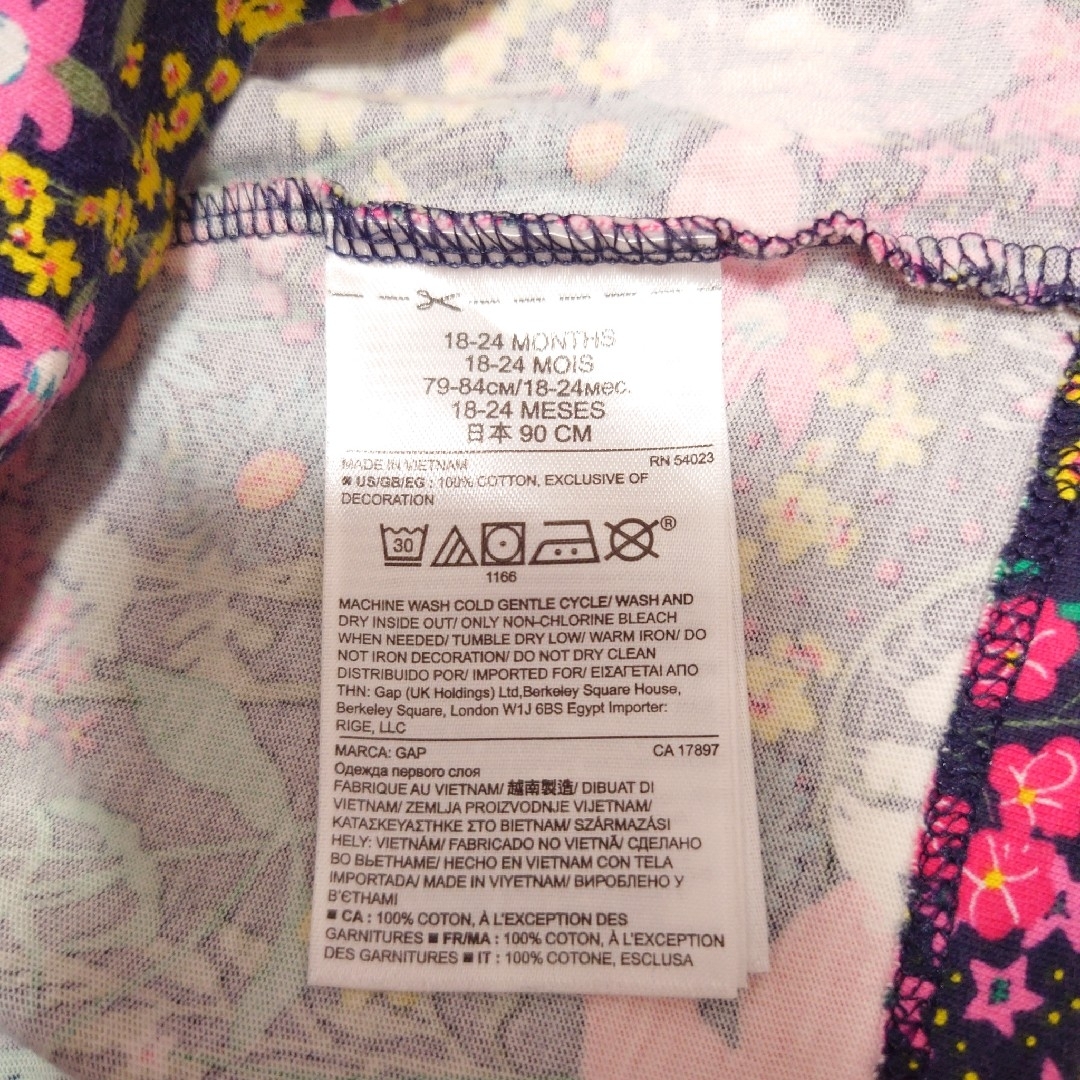 18-24 MONTHS
18-24 MOIS
79-84см/18-24мес.
18-24 MESES
日本 90 CM
MADE IN VIETNAM RN 54023
US/GB/EG : 100% COTTON, EXCLUSIVE OF
DECORATION
30 ®
1166
MACHINE WASH COLD GENTLE CYCLE/ WASH AND
DRY INSIDE OUT/ ONLY NON-CHLORINE BLEACH
WHEN NEEDED/ TUMBLE DRY LOW/ WARM IRON/ DO
NOT IRON DECORATION/ DO NOT DRY CLEAN
DISTRIBUIDO POR/ IMPORTED FOR/ ΕΙΣΑΓΕΤΑΙ ΑΠΟ
ΤΗΝ: Gap (UK Holdings) Ltd,Berkeley Square House,
Berkeley Square, London W1J 6BS Egypt Importer:
RIGE, LLC
MARCA: GAP CA 17897
Одежда первого слоя
FABRIQUE AU VIETNAM/ 越南製造/ DIBUAT DI
VIETNAM/ ZEMLJA PROIZVODNJE VIJETNAM/
ΚΑΤΑΣΚΕΥΑΣΤΗΚΕ ΣΤΟ ΒΙΕΤΝΑΜ/ SZÁRMAZÁSI
HELY: VIETNÁM/ FABRICADO NO VIETNÃ/ СДЕЛАНО
ВО ВЬЕТНАМЕ/ HECHO EN VIETNAM CON TELA
IMPORTADA/ MADE IN VIYETNAM/ ВИРОБЛЕНО У
В'ЄТНАМІ
■ CA : 100% COTON, À L'EXCEPTION DES
GARNITURES ■ FR/MA : 100% COTON, À L'EXCEPTION
DES GARNITURES ■ IT : 100% COTONE, ESCLUSA